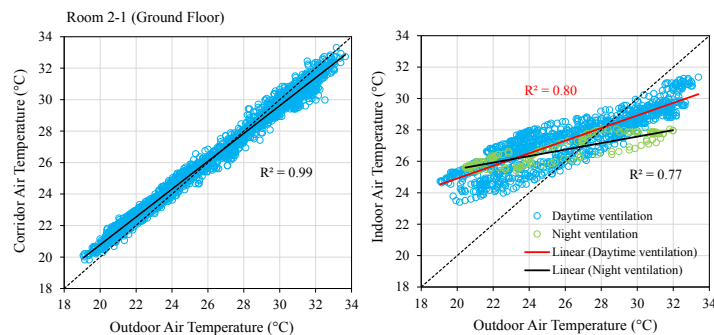 Room 2-1 (Ground Floor)
34
32
30
28
26
24
22
20
18
18 20 22 24 26 28 30 32 34
Corridor Air Temperature (°C)
Outdoor Air Temperature (°C)
R² = 0.99
34
32
30
28
26
24
22
20
18
18 20 22 24 26 28 30 32 34
Indoor Air Temperature (°C)
Outdoor Air Temperature (°C)
R² = 0.80
R² = 0.77
Daytime ventilation
Night ventilation
Linear (Daytime ventilation)
Linear (Night ventilation)